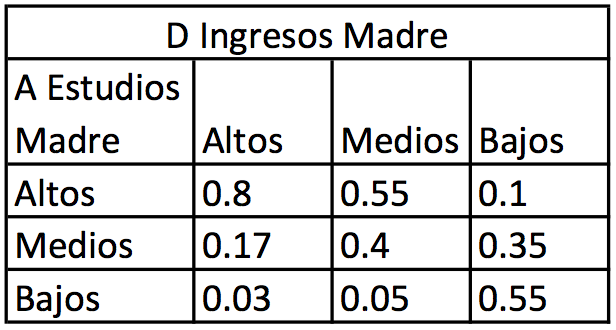 D Ingresos Madre
A Estudios
Madre Altos Medios Bajos
Altos 0.8 0.55 0.1
Medios 0.17 0.4 0.35
Bajos 0.03 0.05 0.55